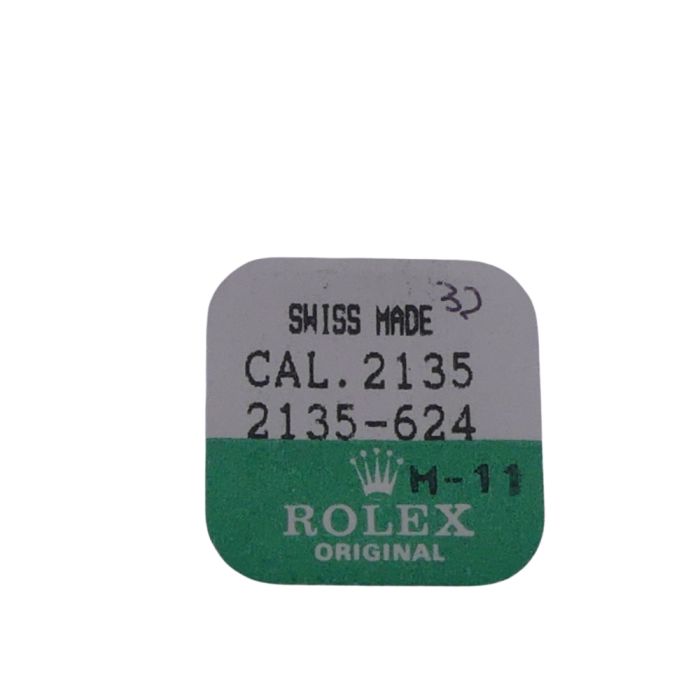 SWISS MADE 32
CAL. 2135
2135-624
M-11
ROLEX
ORIGINAL